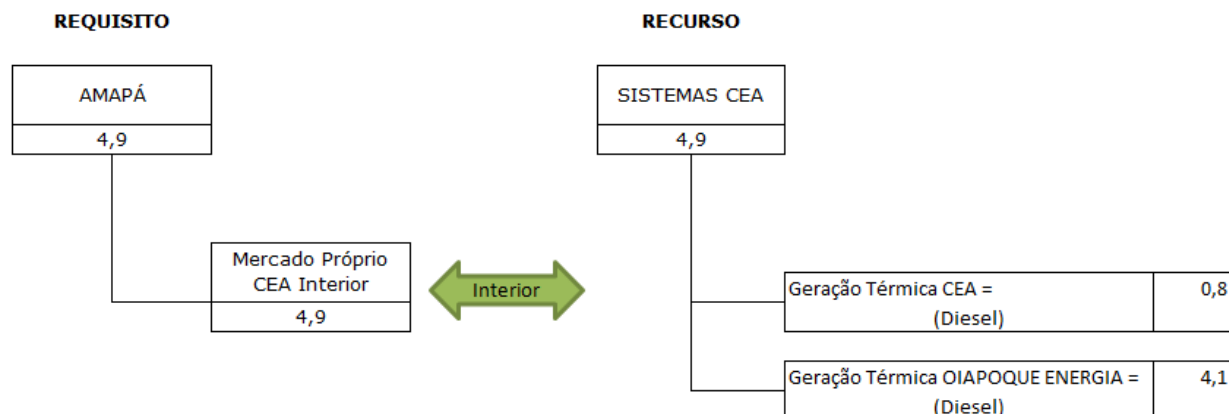 REQUISITO
RECURSO
AMAPÁ
4,9
SISTEMAS CEA
4,9
Mercado Próprio
CEA Interior
4,9
Interior
Geração Térmica CEA =
(Diesel)
0,8
Geração Térmica OIAPOQUE ENERGIA =
(Diesel)
4,1